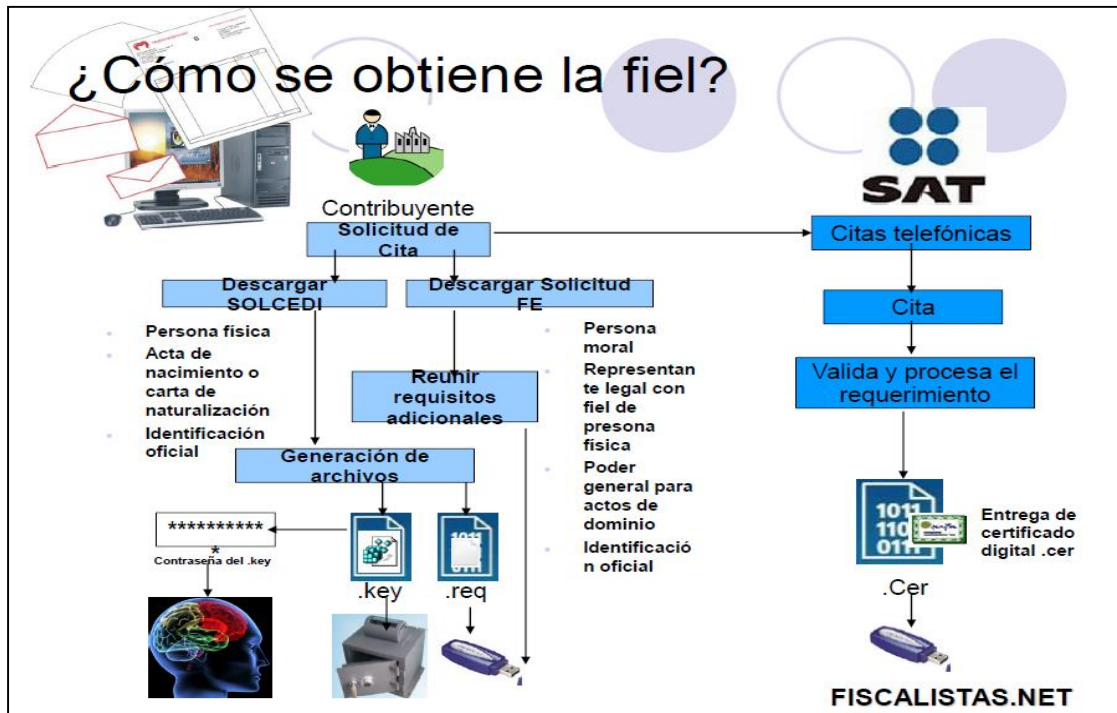 ¿Cómo se obtiene la fiel?
SAT
Contribuyente
Solicitud de
Cita
Citas telefónicas
Descargar
SOLCEDI
Descargar Solicitud
FE
Cita
Persona física
Acta de
nacimiento o
carta de
naturalización
Identificación
oficial
Reunir
requisitos
adicionales
Persona
moral
Representan
te legal con
fiel de
presona
física
Poder
general para
actos de
dominio
Identificació
n oficial
Valida y procesa el
requerimiento
Generación de
archivos
**********
*
Contraseña del .key
.key
1011
0111
.req
1011
110
0111
Entrega de
certificado
digital .cer
.Cer
FISCALISTAS.NET